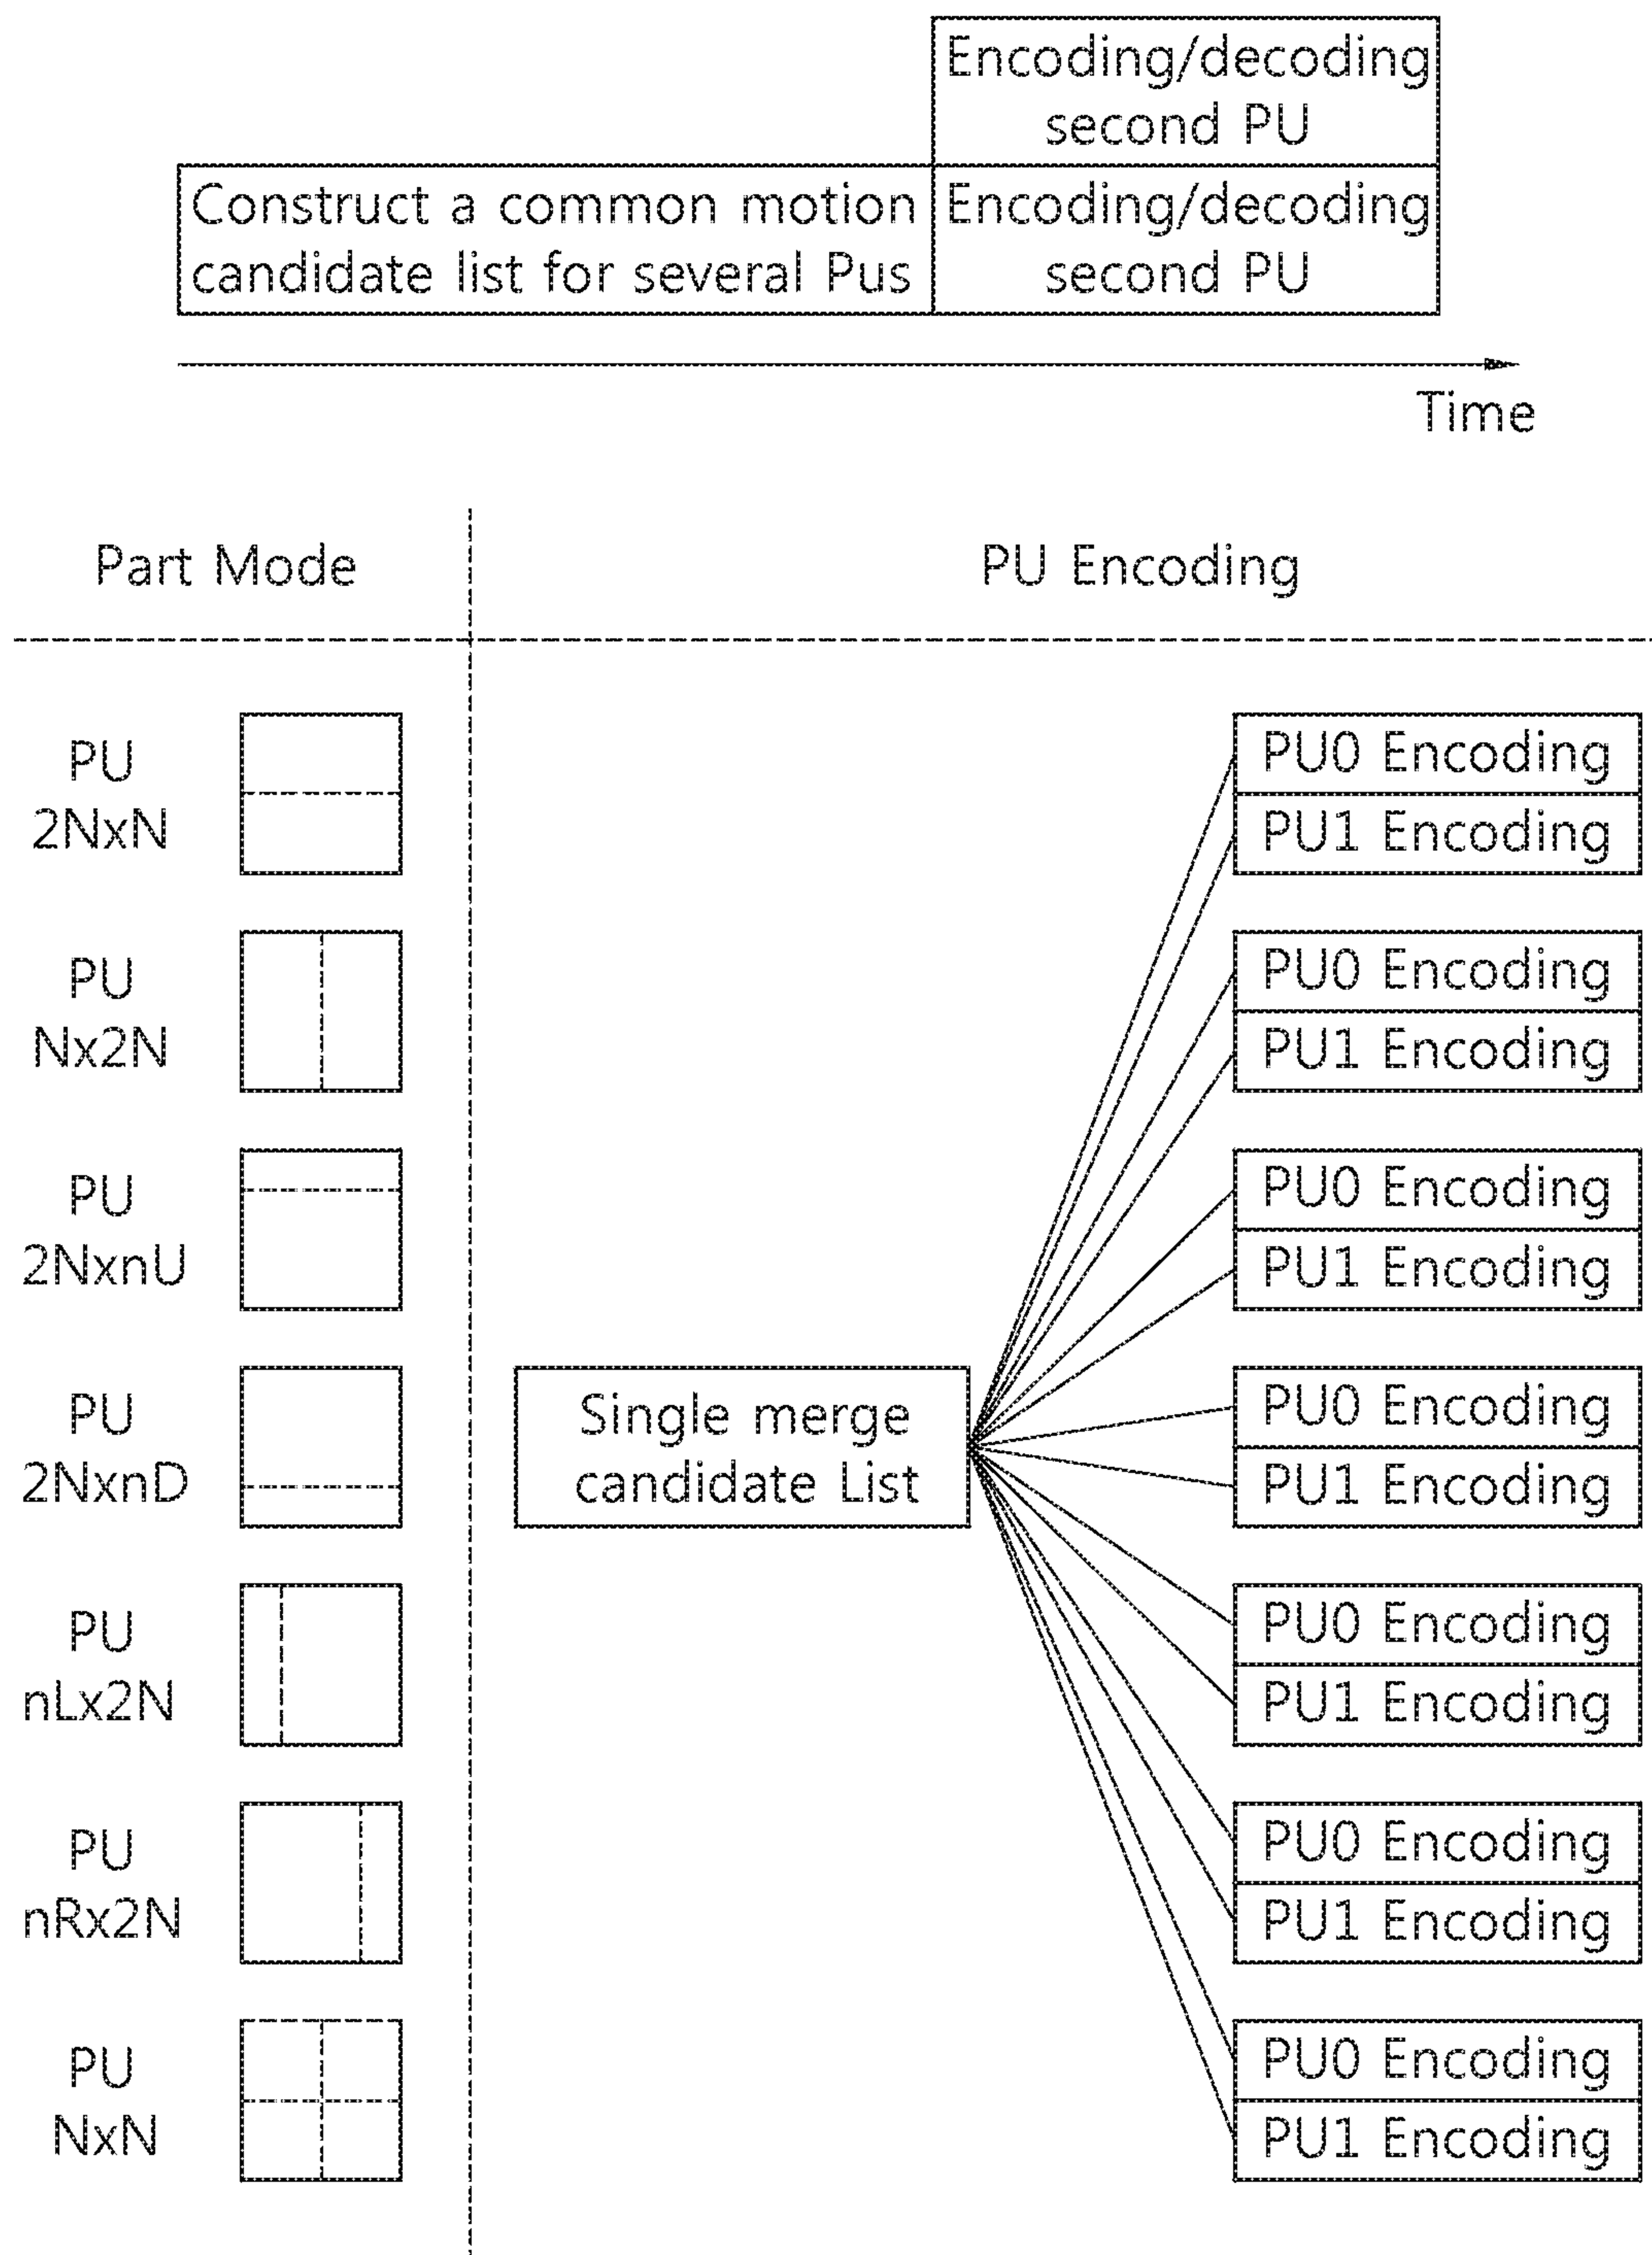 Encoding/decoding
second PU
Construct a common motion
candidate list for several Pus
Encoding/decoding
second PU
Time
Part Mode
PU Encoding
PU
2NxN
PU0 Encoding
PU1 Encoding
PU
Nx2N
PU0 Encoding
PU1 Encoding
PU
2NxnU
PU0 Encoding
PU1 Encoding
PU
2NxnD
Single merge
candidate List
PU0 Encoding
PU1 Encoding
PU
nLx2N
PU0 Encoding
PU1 Encoding
PU
nRx2N
PU0 Encoding
PU1 Encoding
PU
NxN
PU0 Encoding
PU1 Encoding